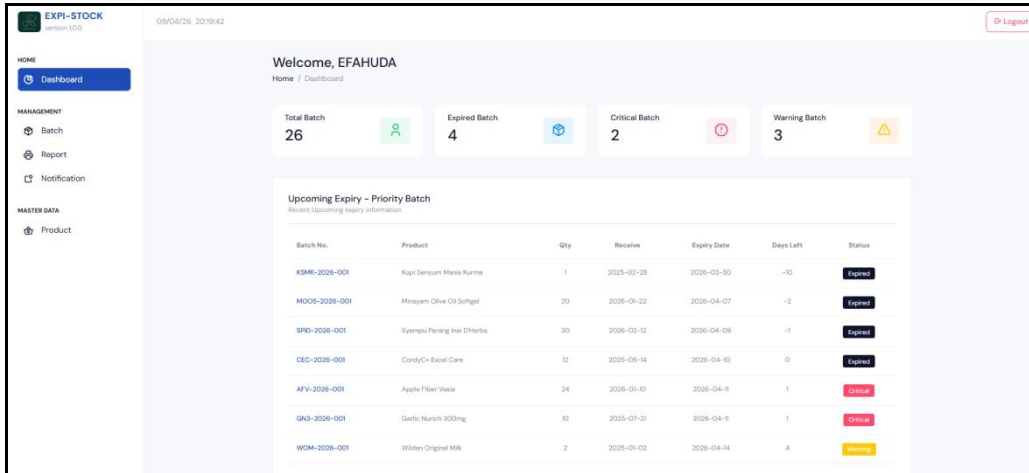 EXPI-STOCK
version 1.0.0
09/04/26 20:19:42
Logout
HOME
Dashboard
MANAGEMENT
Batch
Report
Notification
MASTER DATA
Product
Welcome, EFAHUDA
Home / Dashboard
Total Batch
26
Expired Batch
4
Critical Batch
2
Warning Batch
3
Upcoming Expiry - Priority Batch
Recent Upcoming expiry information
Batch No. Product Qty Receive Expiry Date Days Left Status
KSMK-2026-001 Kopi Senyum Manis Kurma 1 2025-02-28 2026-03-30 -10 Expired
MOOS-2026-001 Minayam Olive Oil Softgel 20 2026-01-22 2026-04-07 -2 Expired
SPID-2026-001 Syampu Perang Inai D'Herbs 30 2026-02-12 2026-04-08 -1 Expired
CEC-2026-001 CordyC+ Excel Care 12 2025-05-14 2026-04-10 0 Expired
AFV-2026-001 Apple Fiber Vasia 24 2026-01-10 2026-04-11 1 Critical
GN3-2026-001 Garlic Nurich 300mg 10 2025-07-21 2026-04-11 1 Critical
WOM-2026-001 Wilden Original Milk 2 2025-01-02 2026-04-14 4 Warning